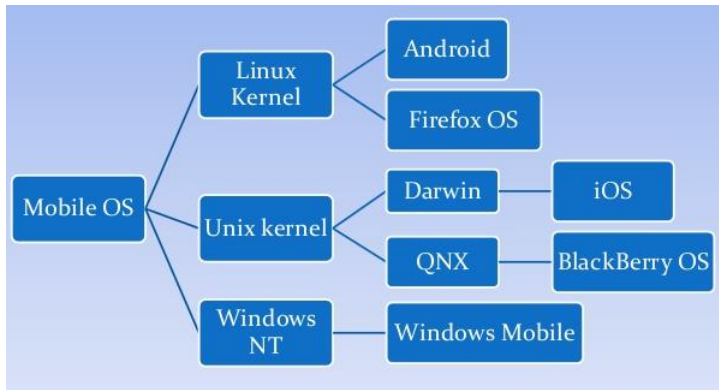 Mobile OS
Linux
Kernel
Android
Firefox OS
Unix kernel
Darwin
iOS
QNX
BlackBerry OS
Windows
NT
Windows Mobile